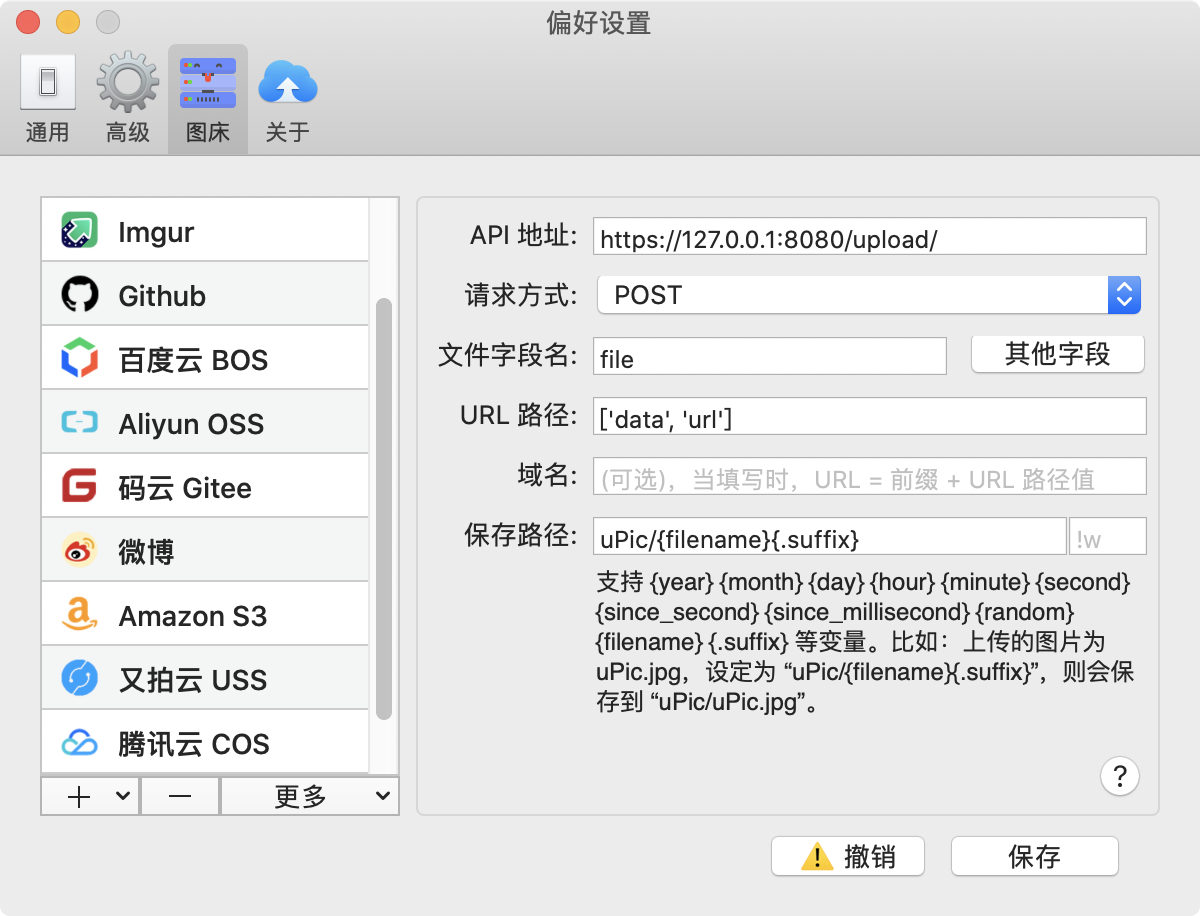 偏好设置
通用
高级
图床
关于
Imgur
Github
百度云 BOS
Aliyun OSS
码云 Gitee
微博
Amazon S3
又拍云 USS
腾讯云 COS
更多
API 地址: https://127.0.0.1:8080/upload/
请求方式: POST
文件字段名: file 其他字段
URL 路径: ['data', 'url']
域名: (可选)，当填写时，URL = 前缀 + URL 路径值
保存路径: uPic/{filename}{.suffix} !w
支持 {year} {month} {day} {hour} {minute} {second}
{since_second} {since_millisecond} {random}
{filename} {.suffix} 等变量。比如：上传的图片为
uPic.jpg，设定为 “uPic/{filename}{.suffix}”，则会保
存到 “uPic/uPic.jpg”。
?
撤销
保存